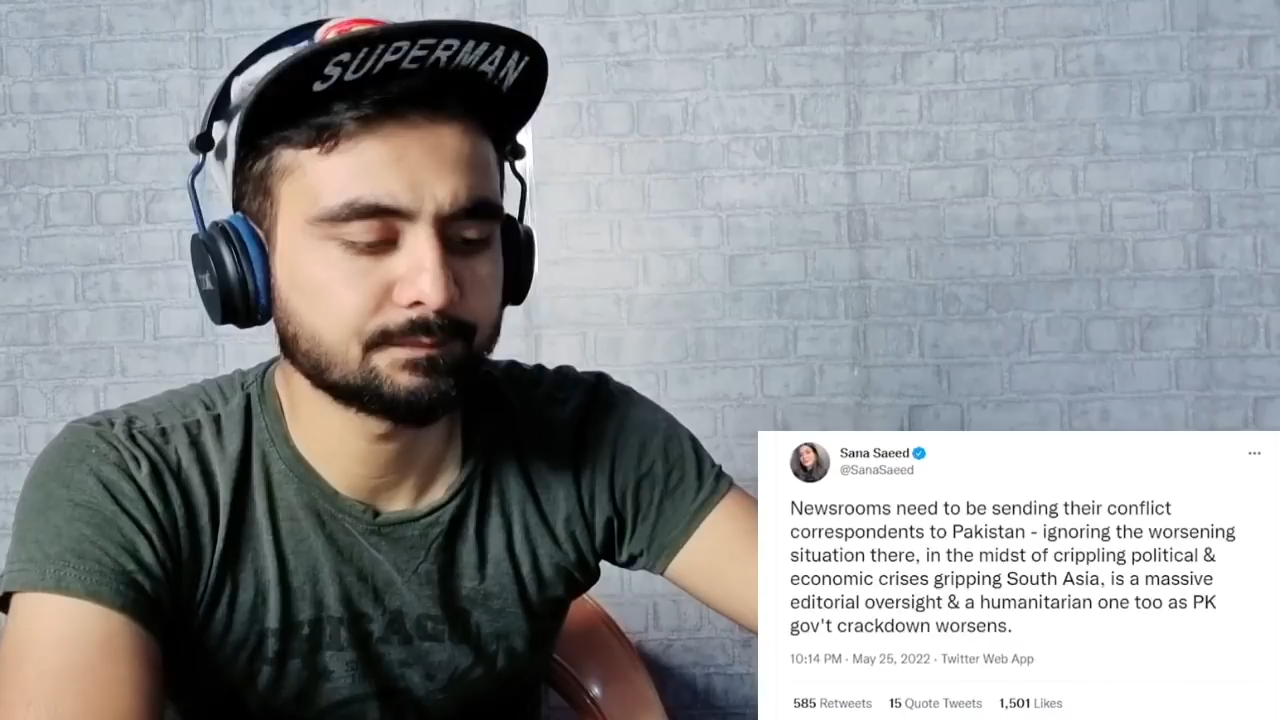 SUPERMAN
CHICAGO
Sana Saeed
@SanaSaeed
Newsrooms need to be sending their conflict
correspondents to Pakistan - ignoring the worsening
situation there, in the midst of crippling political &
economic crises gripping South Asia, is a massive
editorial oversight & a humanitarian one too as PK
gov't crackdown worsens.
10:14 PM · May 25, 2022 · Twitter Web App
585 Retweets 15 Quote Tweets 1,501 Likes